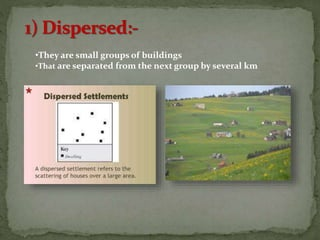 1) Dispersed:-
•They are small groups of buildings
•That are separated from the next group by several km
* Dispersed Settlements
Key
Dwelling
A dispersed settlement refers to the
scattering of houses over a large area.